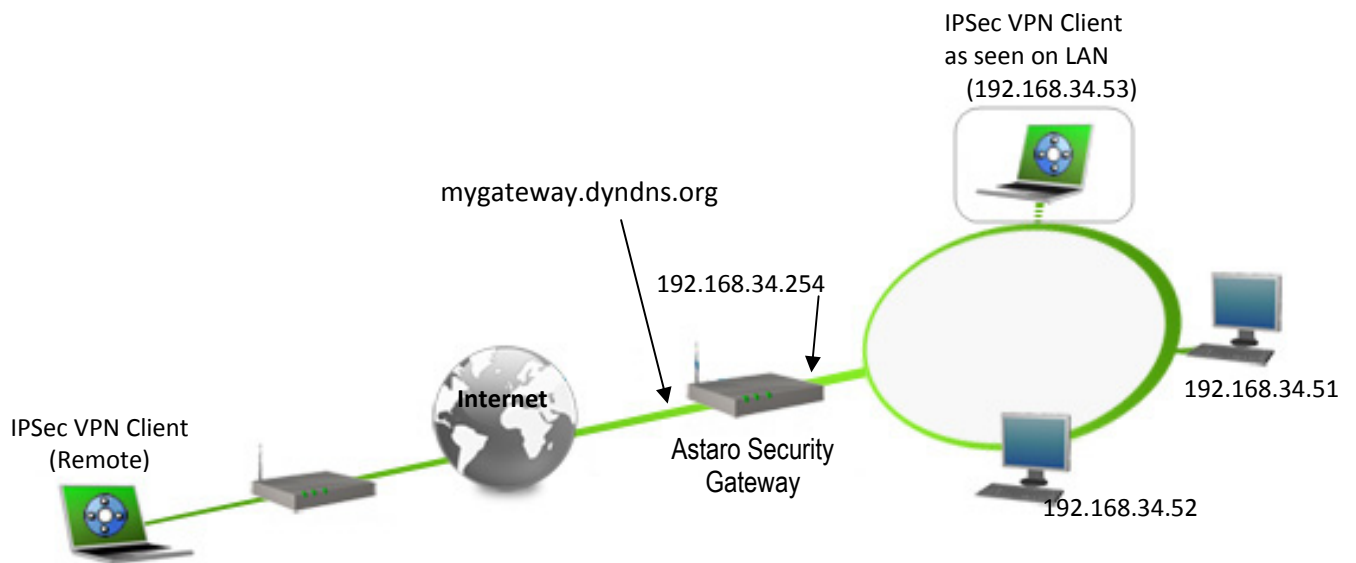 IPSec VPN Client
as seen on LAN
(192.168.34.53)
mygateway.dyndns.org
192.168.34.254
Internet
192.168.34.51
IPSec VPN Client
(Remote)
Astaro Security
Gateway
192.168.34.52